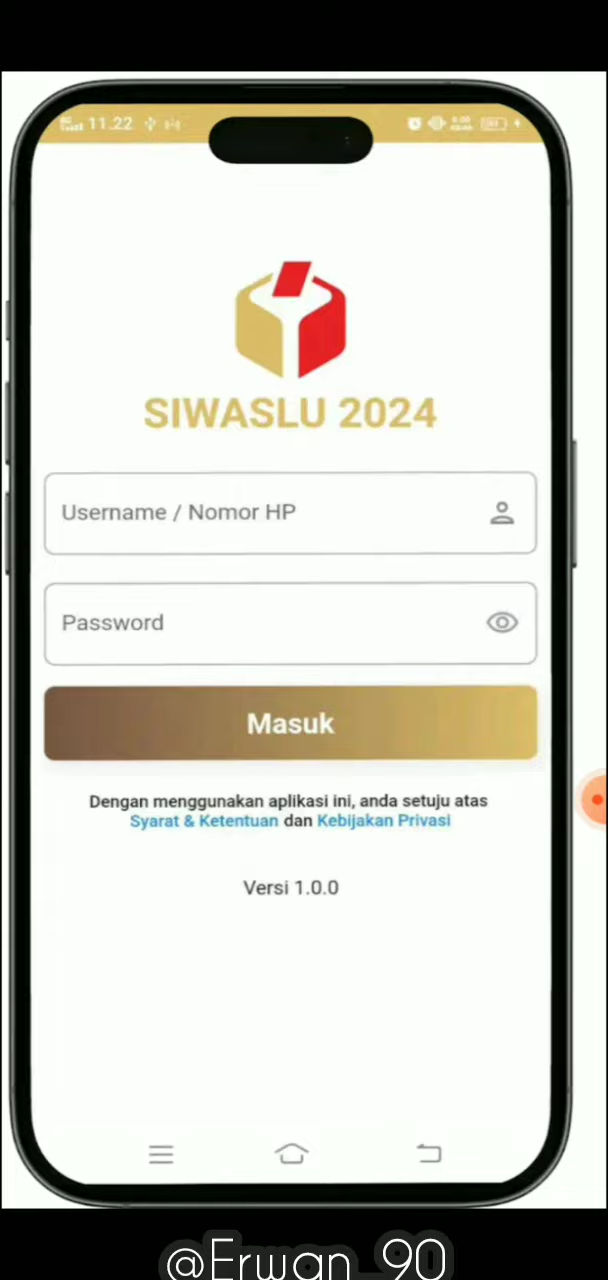 11.22
SIWASLU 2024
Username / Nomor HP
Password
Masuk
Dengan menggunakan aplikasi ini, anda setuju atas
Syarat & Ketentuan dan Kebijakan Privasi
Versi 1.0.0
@Erwan_90